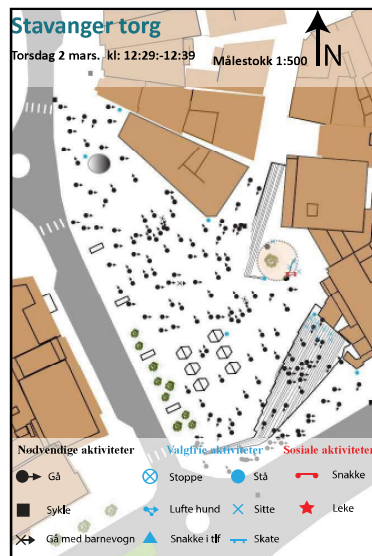 Stavanger torg
Torsdag 2 mars. kl: 12:29:-12:39 Målestokk 1:500 N
Nødvendige aktiviteter Valgfrie aktiviteter Sosiale aktiviteter
Gå Stoppe Stå Snakke
Sykle Lufte hund Sitte Leke
Gå med barnevogn Snakke i tlf Skate